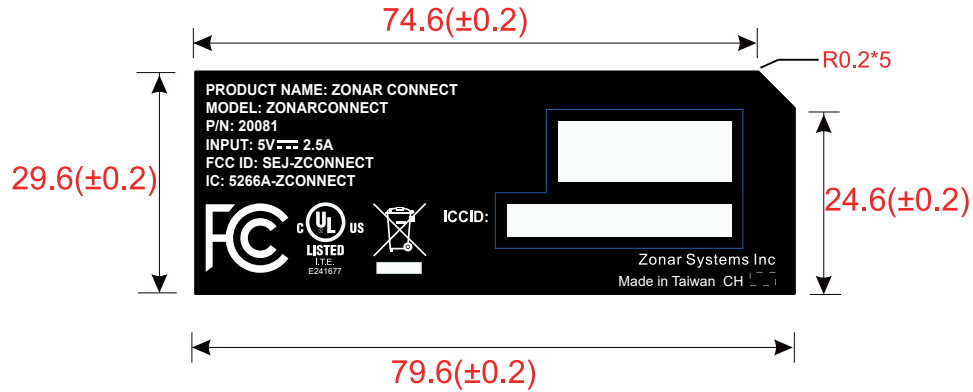 74.6(±0.2)
R0.2*5
PRODUCT NAME: ZONAR CONNECT
MODEL: ZONARCONNECT
P/N: 20081
INPUT: 5V⎓ 2.5A
FCC ID: SEJ-ZCONNECT
IC: 5266A-ZCONNECT
29.6(±0.2)
24.6(±0.2)
FC
C UL US
LISTED
I.T.E.
E241677
ICCID:
Zonar Systems Inc
Made in Taiwan CH
79.6(±0.2)